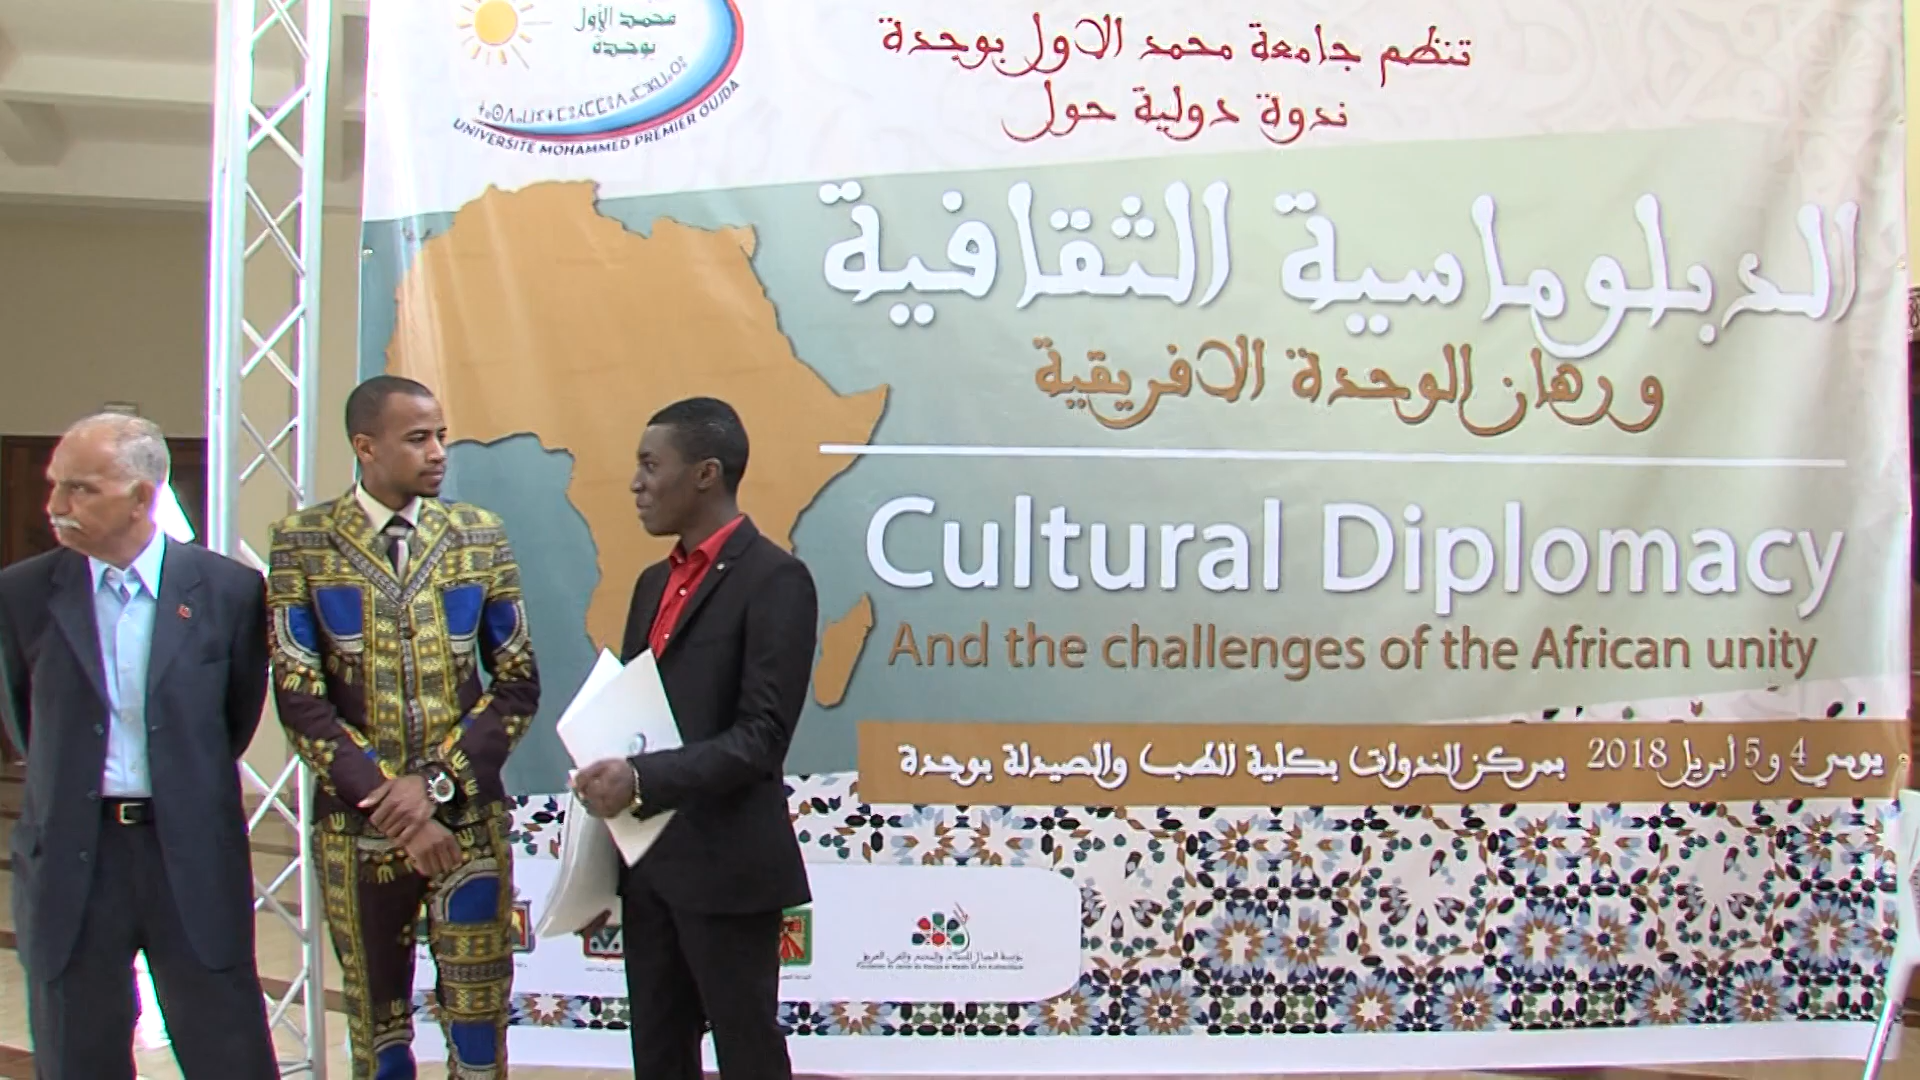 محمد الأول
بوجدة
UNIVERSITÉ MOHAMMED PREMIER OUJDA
تنظم جامعة محمد الاول بوجدة
ندوة دولية حول
الدبلوماسية الثقافية
ورهان الوحدة الافريقية
Cultural Diplomacy
And the challenges of the African unity
يومي 4 و 5 أبريل 2018 بمركز الندوات بكلية الطب والصيدلة بوجدة